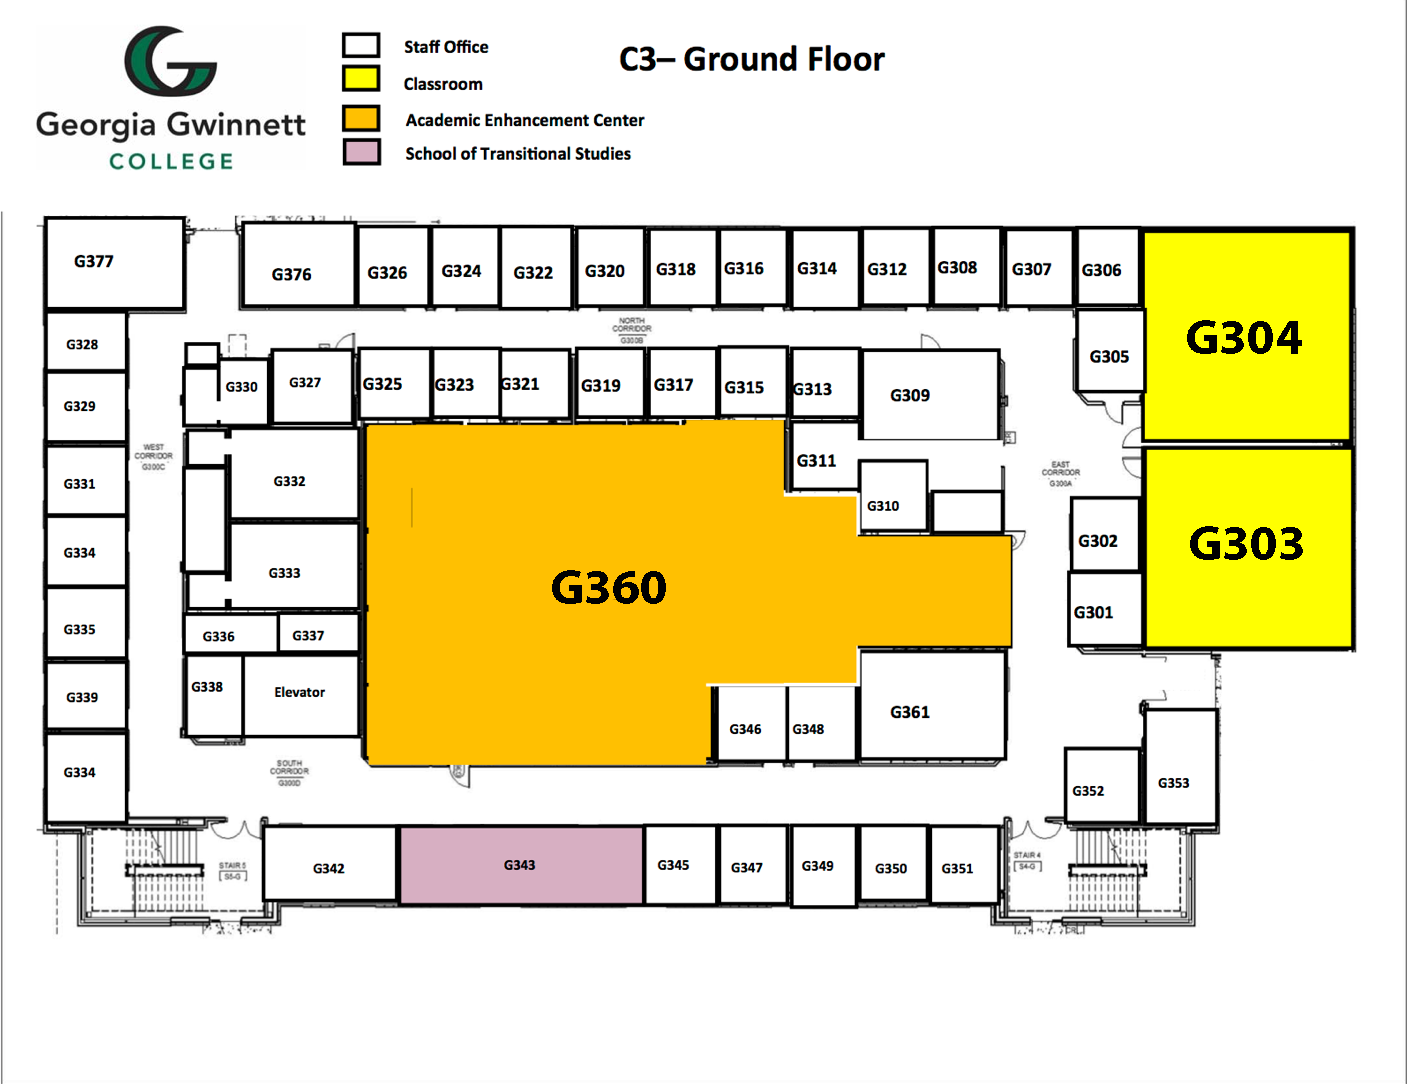 Georgia Gwinnett
COLLEGE
Staff Office
Classroom
Academic Enhancement Center
School of Transitional Studies
C3– Ground Floor
G377
G376
G326
G324
G322
G320
G318
G316
G314
G312
G308
G307
G306
G304
NORTH
CORRIDOR
G300B
G328
G305
G330
G327
G325
G323
G321
G319
G317
G315
G313
G309
G329
WEST
CORRIDOR
G300C
G311
EAST
CORRIDOR
G300A
G331
G332
G310
G334
G302
G303
G333
G360
G301
G335
G336
G337
G339
G338
Elevator
G346
G348
G361
G334
SOUTH
CORRIDOR
G300D
G352
G353
STAIR 5
S5-G
G342
G343
G345
G347
G349
G350
G351
STAIR 4
S4-G